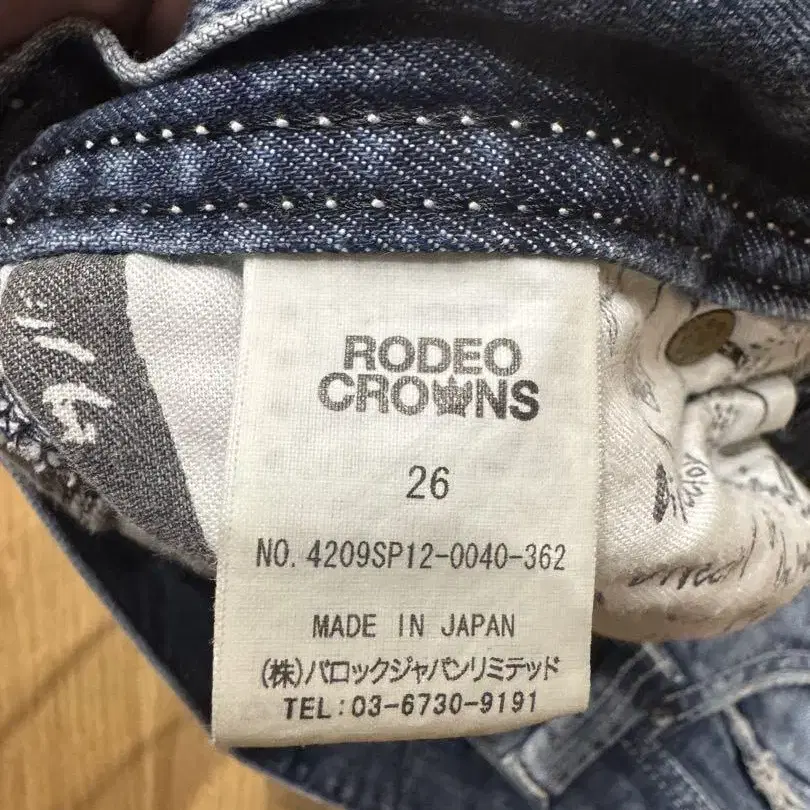 RODEO
CROWNS
26
NO. 4209SP12-0040-362
MADE IN JAPAN
(株)バロックジャパンリミテッド
TEL:03-6730-9191